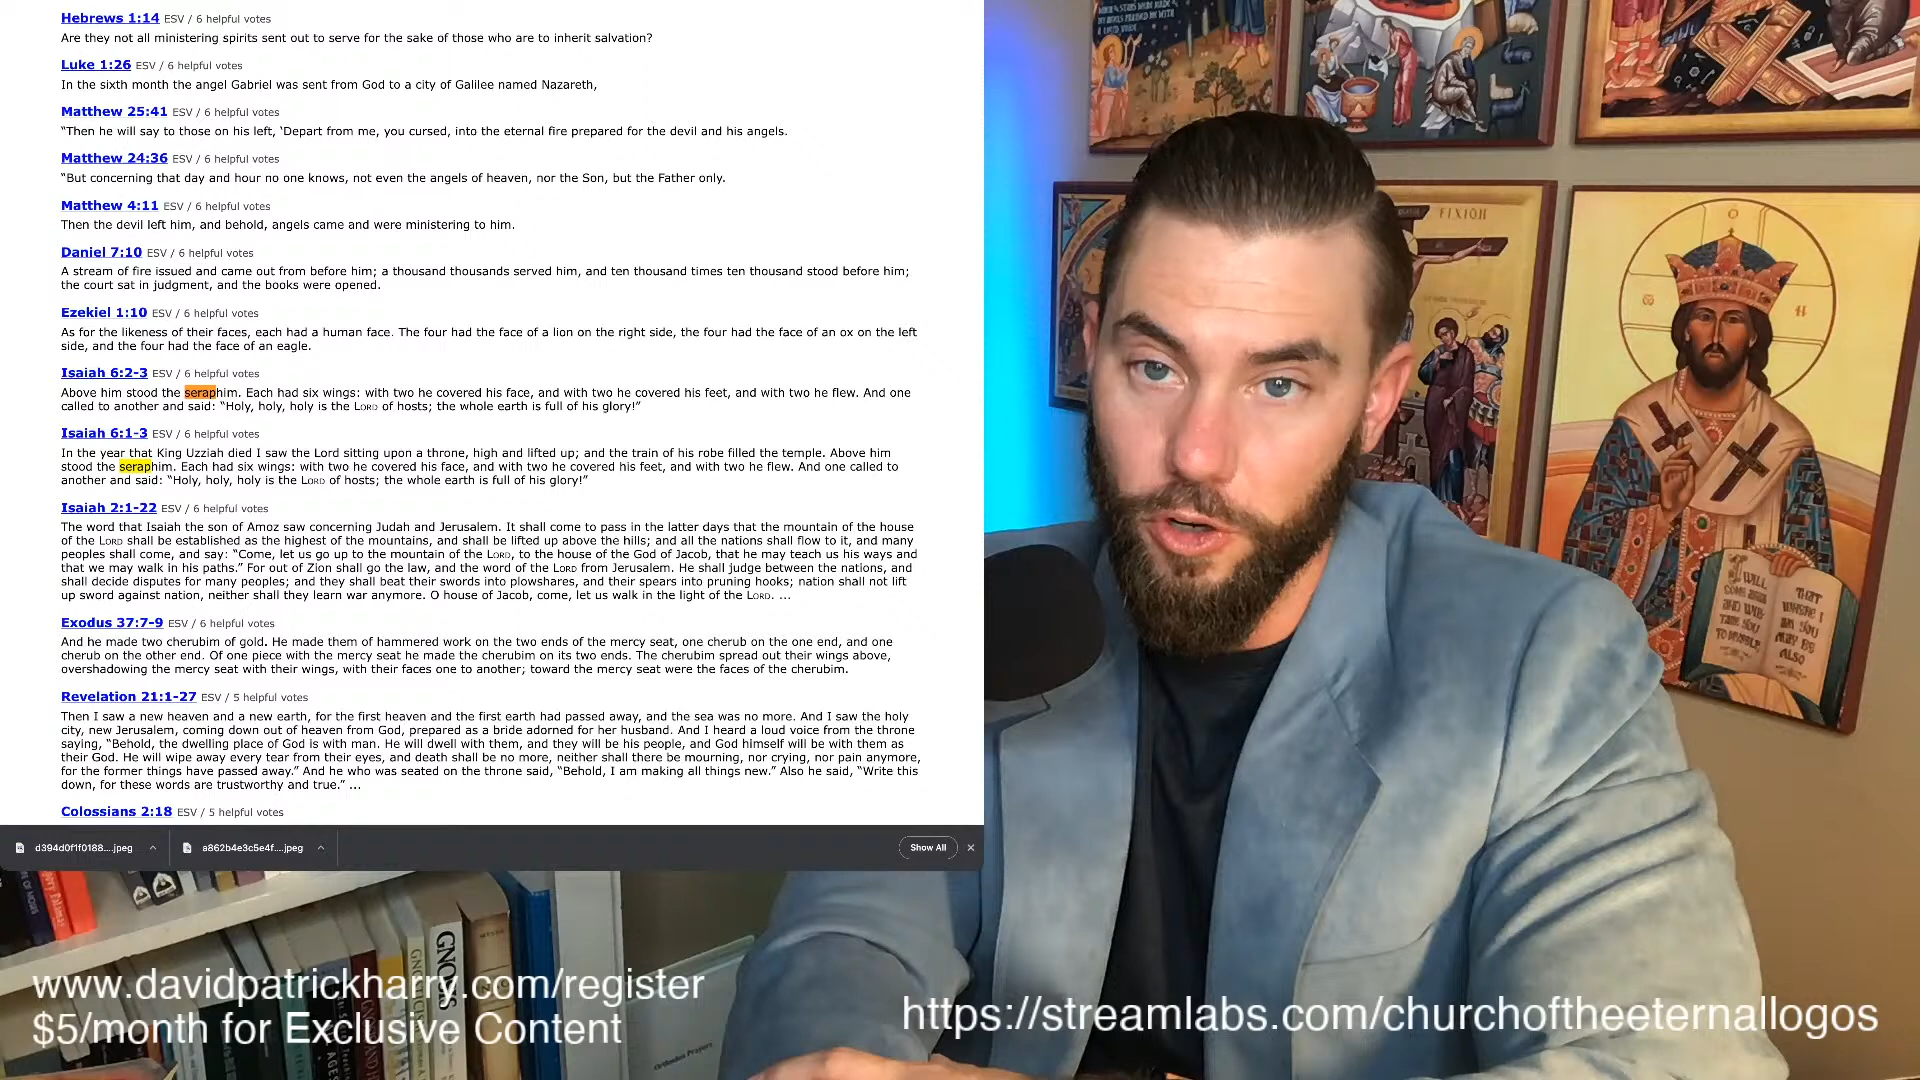 Hebrews 1:14 ESV / 6 helpful votes
Are they not all ministering spirits sent out to serve for the sake of those who are to inherit salvation?
Luke 1:26 ESV / 6 helpful votes
In the sixth month the angel Gabriel was sent from God to a city of Galilee named Nazareth,
Matthew 25:41 ESV / 6 helpful votes
“Then he will say to those on his left, ‘Depart from me, you cursed, into the eternal fire prepared for the devil and his angels.
Matthew 24:36 ESV / 6 helpful votes
“But concerning that day and hour no one knows, not even the angels of heaven, nor the Son, but the Father only.
Matthew 4:11 ESV / 6 helpful votes
Then the devil left him, and behold, angels came and were ministering to him.
Daniel 7:10 ESV / 6 helpful votes
A stream of fire issued and came out from before him; a thousand thousands served him, and ten thousand times ten thousand stood before him;
the court sat in judgment, and the books were opened.
Ezekiel 1:10 ESV / 6 helpful votes
As for the likeness of their faces, each had a human face. The four had the face of a lion on the right side, the four had the face of an ox on the left
side, and the four had the face of an eagle.
Isaiah 6:2-3 ESV / 6 helpful votes
Above him stood the seraphim. Each had six wings: with two he covered his face, and with two he covered his feet, and with two he flew. And one
called to another and said: “Holy, holy, holy is the LORD of hosts; the whole earth is full of his glory!”
Isaiah 6:1-3 ESV / 6 helpful votes
In the year that King Uzziah died I saw the Lord sitting upon a throne, high and lifted up; and the train of his robe filled the temple. Above him
stood the seraphim. Each had six wings: with two he covered his face, and with two he covered his feet, and with two he flew. And one called to
another and said: “Holy, holy, holy is the LORD of hosts; the whole earth is full of his glory!”
Isaiah 2:1-22 ESV / 6 helpful votes
The word that Isaiah the son of Amoz saw concerning Judah and Jerusalem. It shall come to pass in the latter days that the mountain of the house
of the LORD shall be established as the highest of the mountains, and shall be lifted up above the hills; and all the nations shall flow to it, and many
peoples shall come, and say: “Come, let us go up to the mountain of the LORD, to the house of the God of Jacob, that he may teach us his ways and
that we may walk in his paths.” For out of Zion shall go the law, and the word of the LORD from Jerusalem. He shall judge between the nations, and
shall decide disputes for many peoples; and they shall beat their swords into plowshares, and their spears into pruning hooks; nation shall not lift
up sword against nation, neither shall they learn war anymore. O house of Jacob, come, let us walk in the light of the LORD. ...
Exodus 37:7-9 ESV / 6 helpful votes
And he made two cherubim of gold. He made them of hammered work on the two ends of the mercy seat, one cherub on the one end, and one
cherub on the other end. Of one piece with the mercy seat he made the cherubim on its two ends. The cherubim spread out their wings above,
overshadowing the mercy seat with their wings, with their faces one to another; toward the mercy seat were the faces of the cherubim.
Revelation 21:1-27 ESV / 5 helpful votes
Then I saw a new heaven and a new earth, for the first heaven and the first earth had passed away, and the sea was no more. And I saw the holy
city, new Jerusalem, coming down out of heaven from God, prepared as a bride adorned for her husband. And I heard a loud voice from the throne
saying, “Behold, the dwelling place of God is with man. He will dwell with them, and they will be his people, and God himself will be with them as
their God. He will wipe away every tear from their eyes, and death shall be no more, neither shall there be mourning, nor crying, nor pain anymore,
for the former things have passed away.” And he who was seated on the throne said, “Behold, I am making all things new.” Also he said, “Write this
down, for these words are trustworthy and true.” ...
Colossians 2:18 ESV / 5 helpful votes
d394d0f1f0188....jpeg
a862b4e3c5e4f....jpeg
Show All
FIXION
I WILL
COME AGAIN
AND WILL
TAKE YOU
TO MYSELF
THAT
WHERE I
AM YOU
MAY BE
ALSO
GNOSIS
Orthodox Prayers
www.davidpatrickharry.com/register
$5/month for Exclusive Content
https://streamlabs.com/churchoftheeternallogos